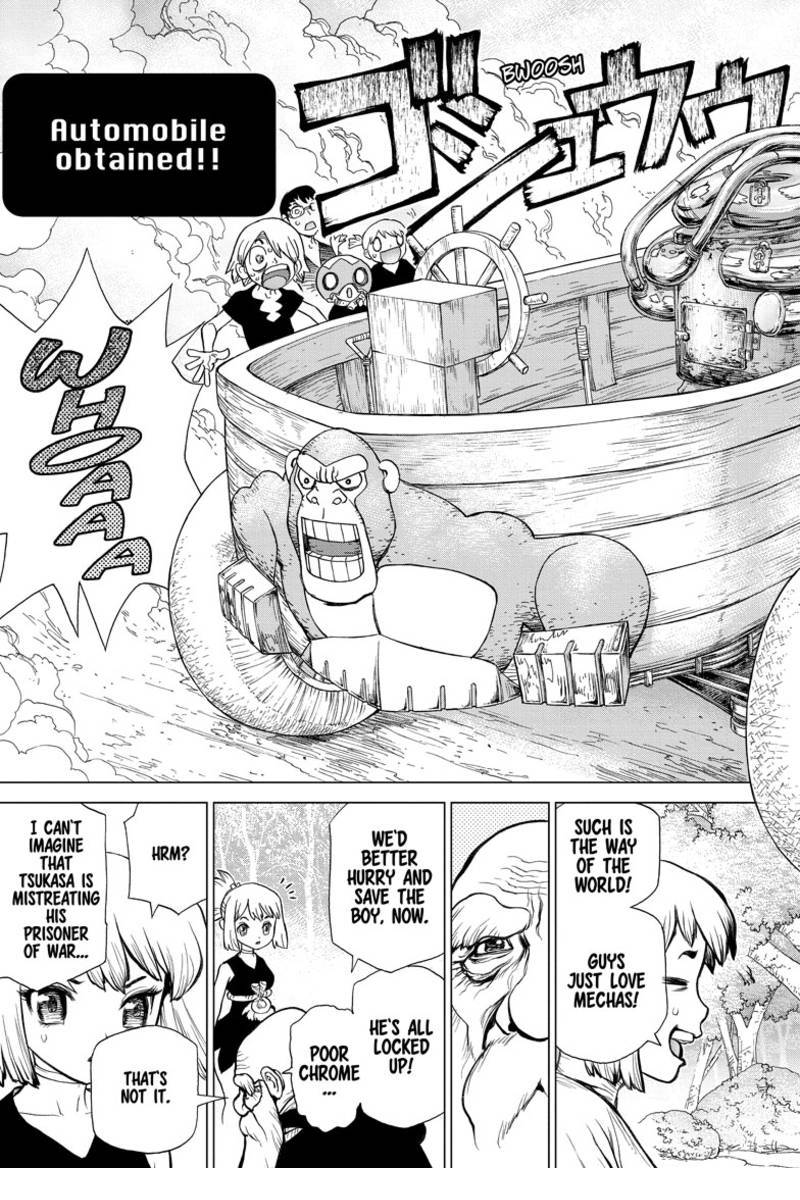 Automobile
obtained!!
ゴシュウゥ
BWOOSH
WHOAAAA
SUCH IS
THE WAY
OF THE
WORLD!
GUYS
JUST LOVE
MECHAS!
WE'D
BETTER
HURRY AND
SAVE THE
BOY, NOW.
HE'S ALL
LOCKED
UP!
POOR
CHROME
...
HRM?
I CAN'T
IMAGINE
THAT
TSUKASA IS
MISTREATING
HIS
PRISONER
OF WAR...
THAT'S
NOT IT.